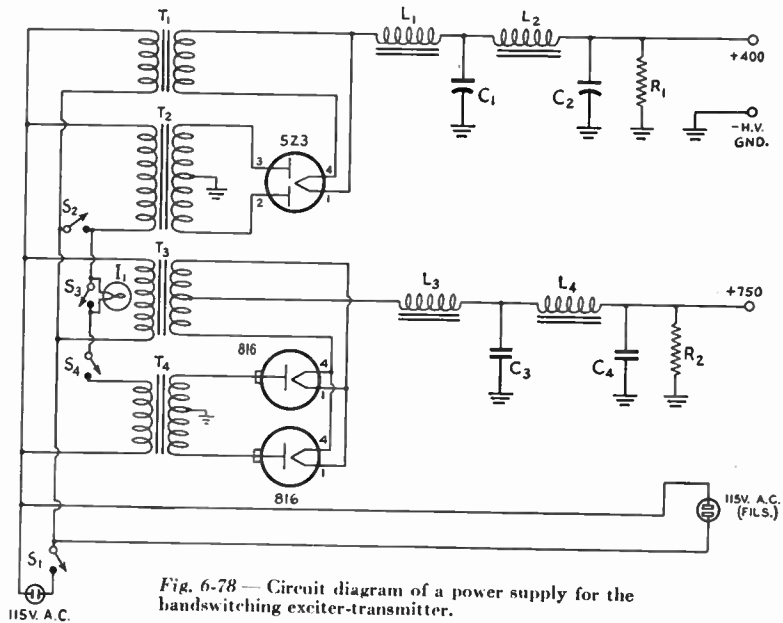 T1
L1
L2
+400
C1
C2
R1
-H.V.
GND.
T2
5Z3
3
4
2
1
S2
T3
S3
I1
L3
L4
+750
816
4
1
C3
C4
R2
S4
T4
4
1
816
115V. A.C.
(FILS.)
S1
115V. A.C.
Fig. 6-78 — Circuit diagram of a power supply for the
bandswitching exciter-transmitter.